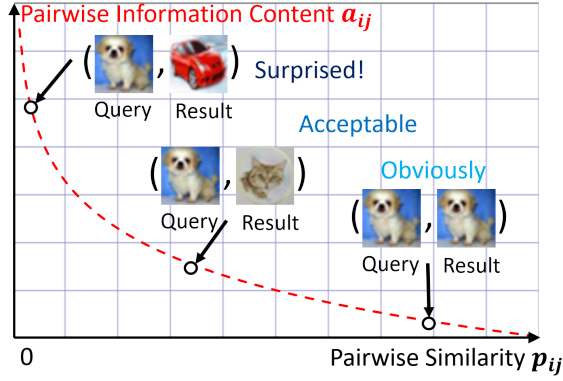 Pairwise Information Content a_ij
( , ) Surprised!
Query Result
Acceptable
( , )
Obviously
Query Result
( , )
Query Result
0 Pairwise Similarity p_ij